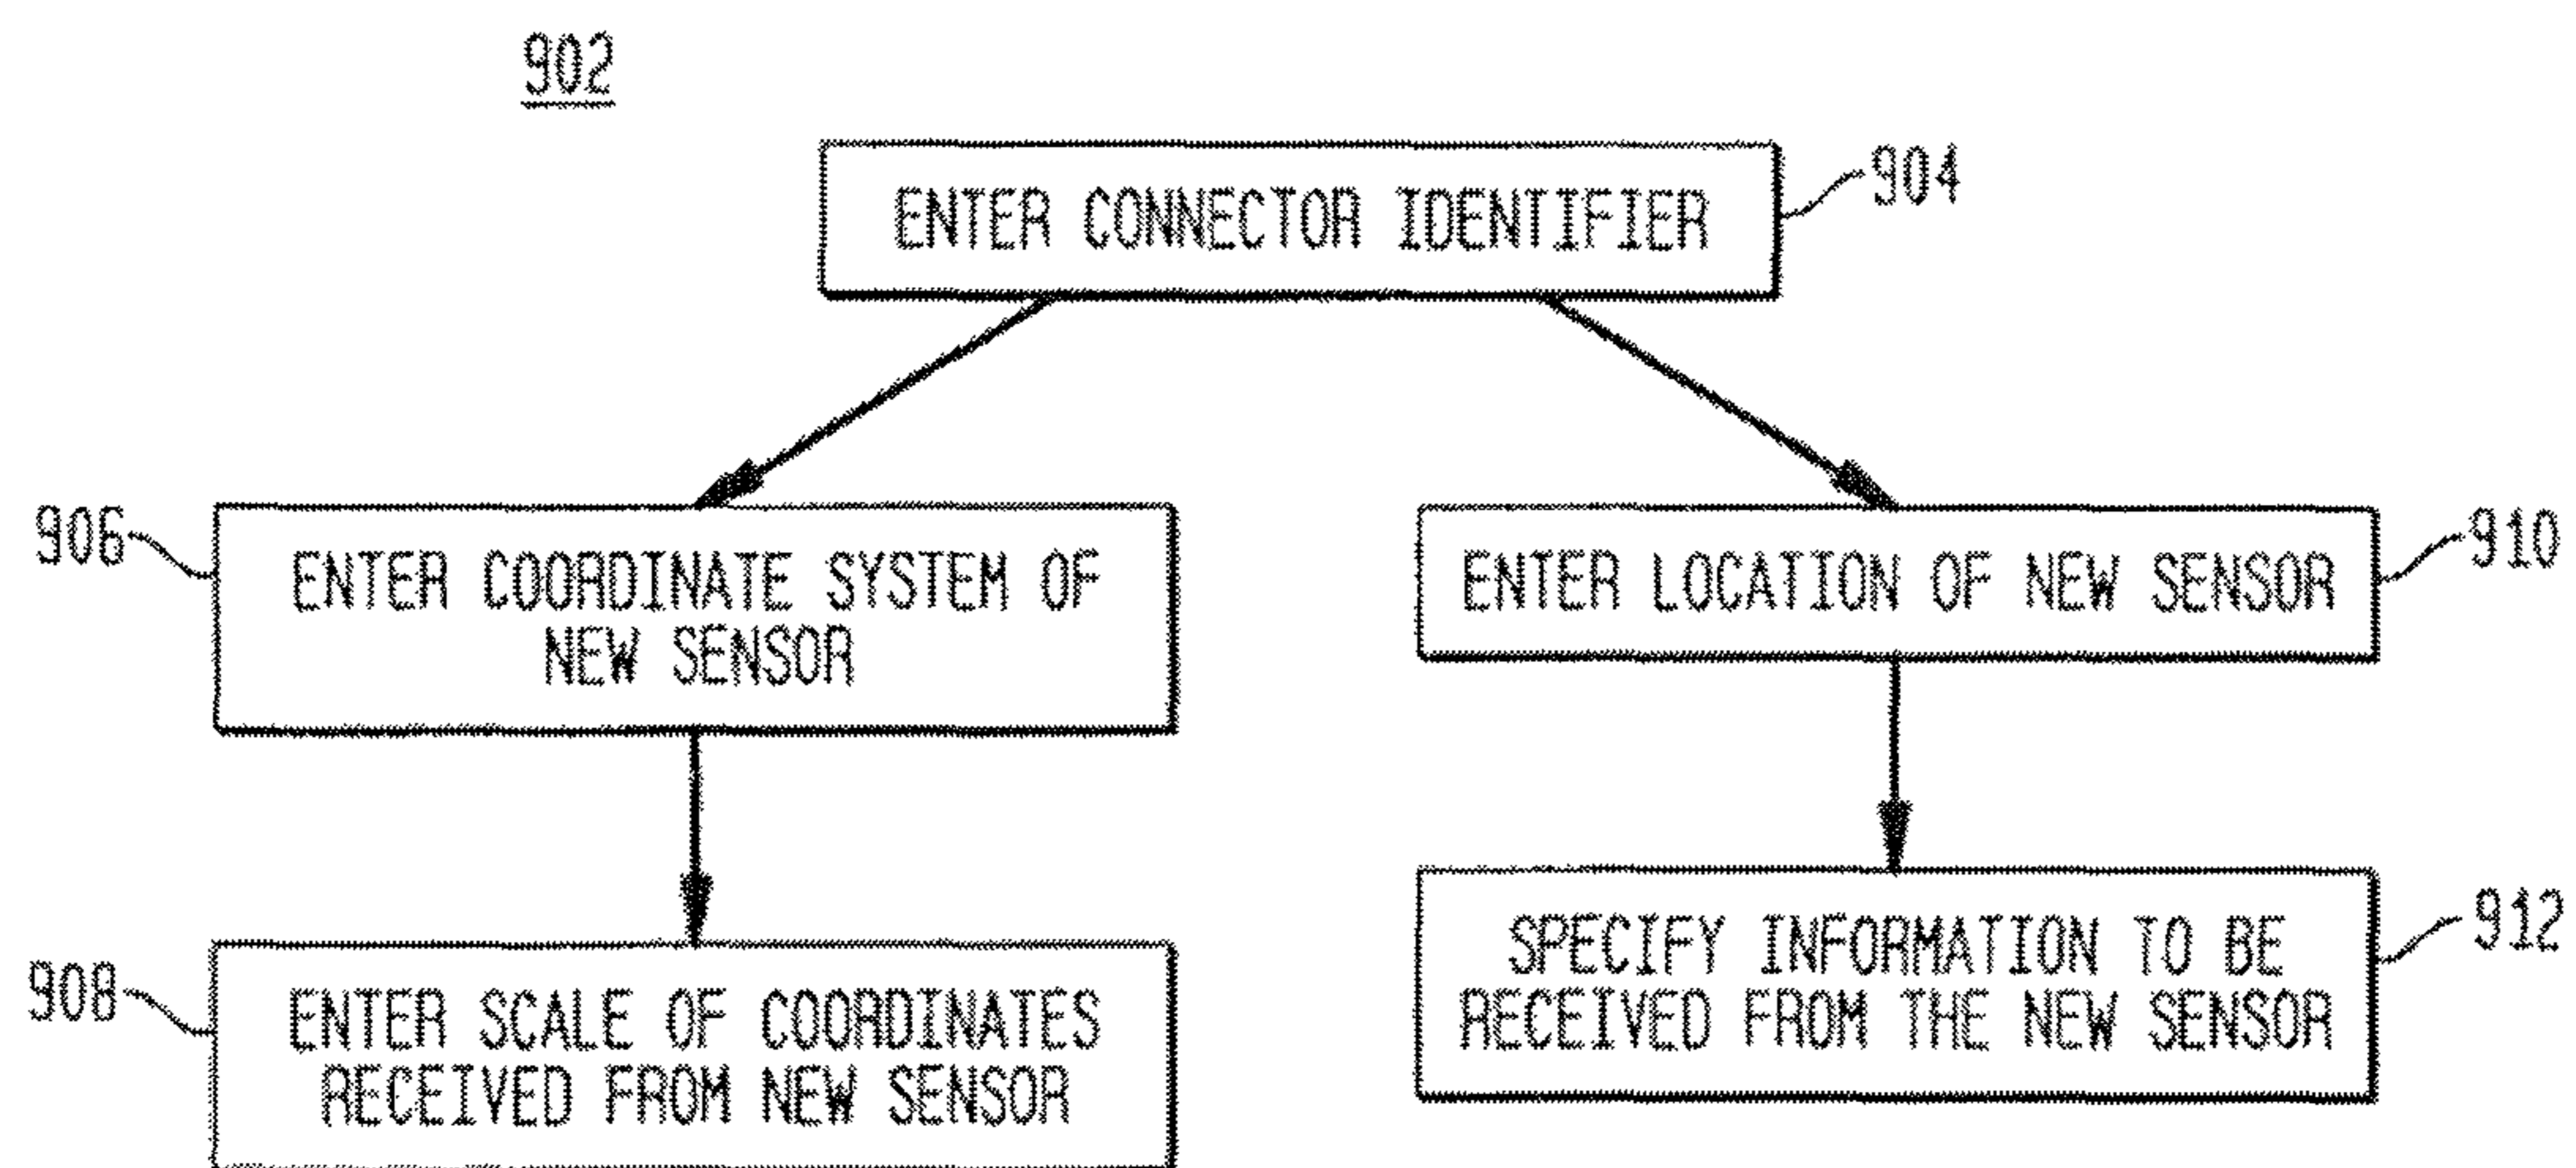 902
ENTER CONNECTOR IDENTIFIER
904
906
ENTER COORDINATE SYSTEM OF
NEW SENSOR
ENTER LOCATION OF NEW SENSOR
910
908
ENTER SCALE OF COORDINATES
RECEIVED FROM NEW SENSOR
SPECIFY INFORMATION TO BE
RECEIVED FROM THE NEW SENSOR
912